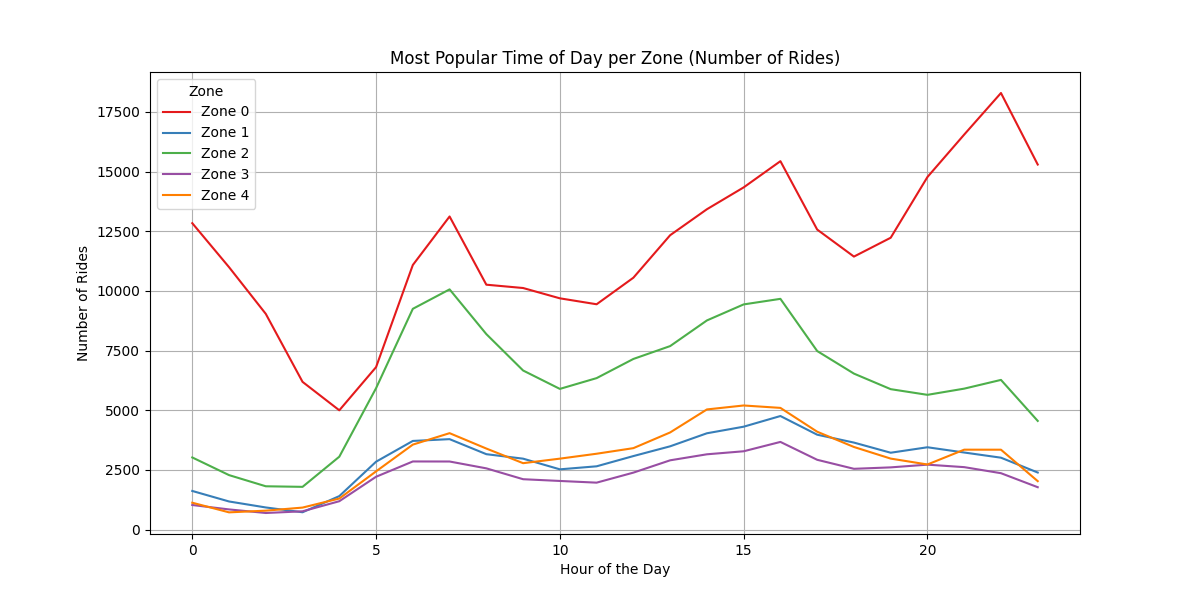 Most Popular Time of Day per Zone (Number of Rides)
Zone
Zone 0
Zone 1
Zone 2
Zone 3
Zone 4
Number of Rides
17500
15000
12500
10000
7500
5000
2500
0
0 5 10 15 20
Hour of the Day